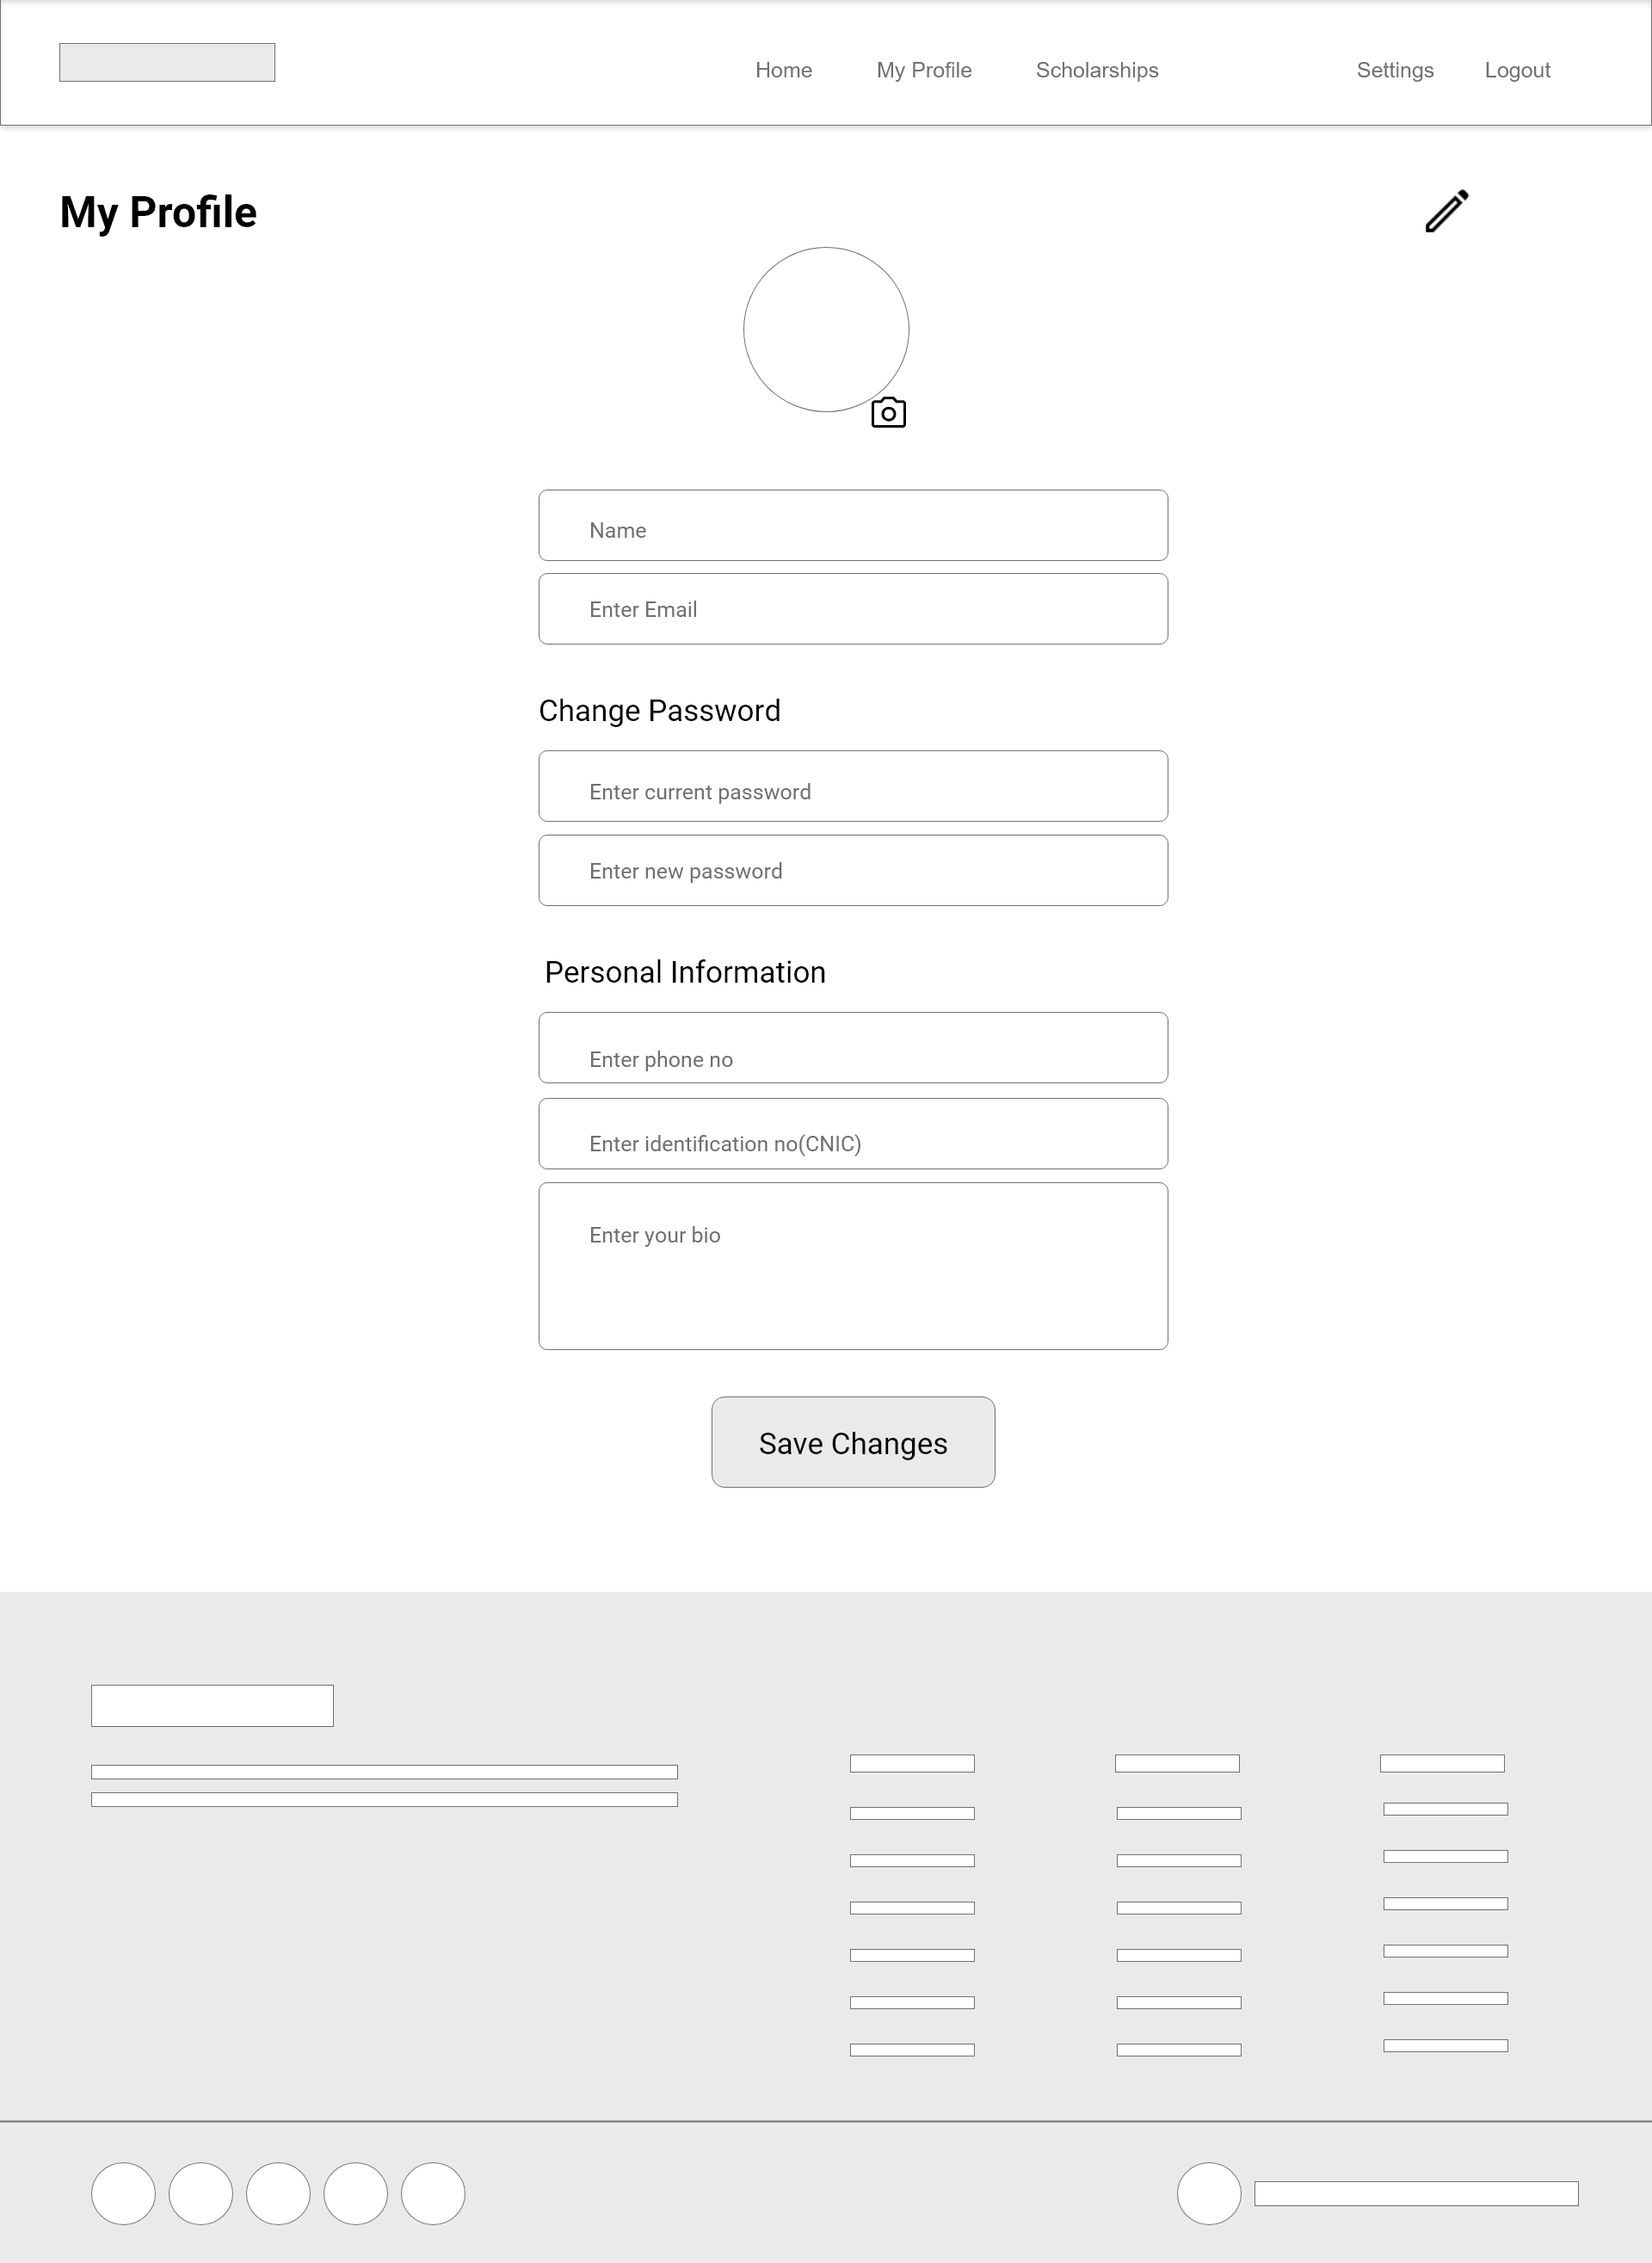 Home My Profile Scholarships Settings Logout
My Profile
Name
Enter Email
Change Password
Enter current password
Enter new password
Personal Information
Enter phone no
Enter identification no(CNIC)
Enter your bio
Save Changes